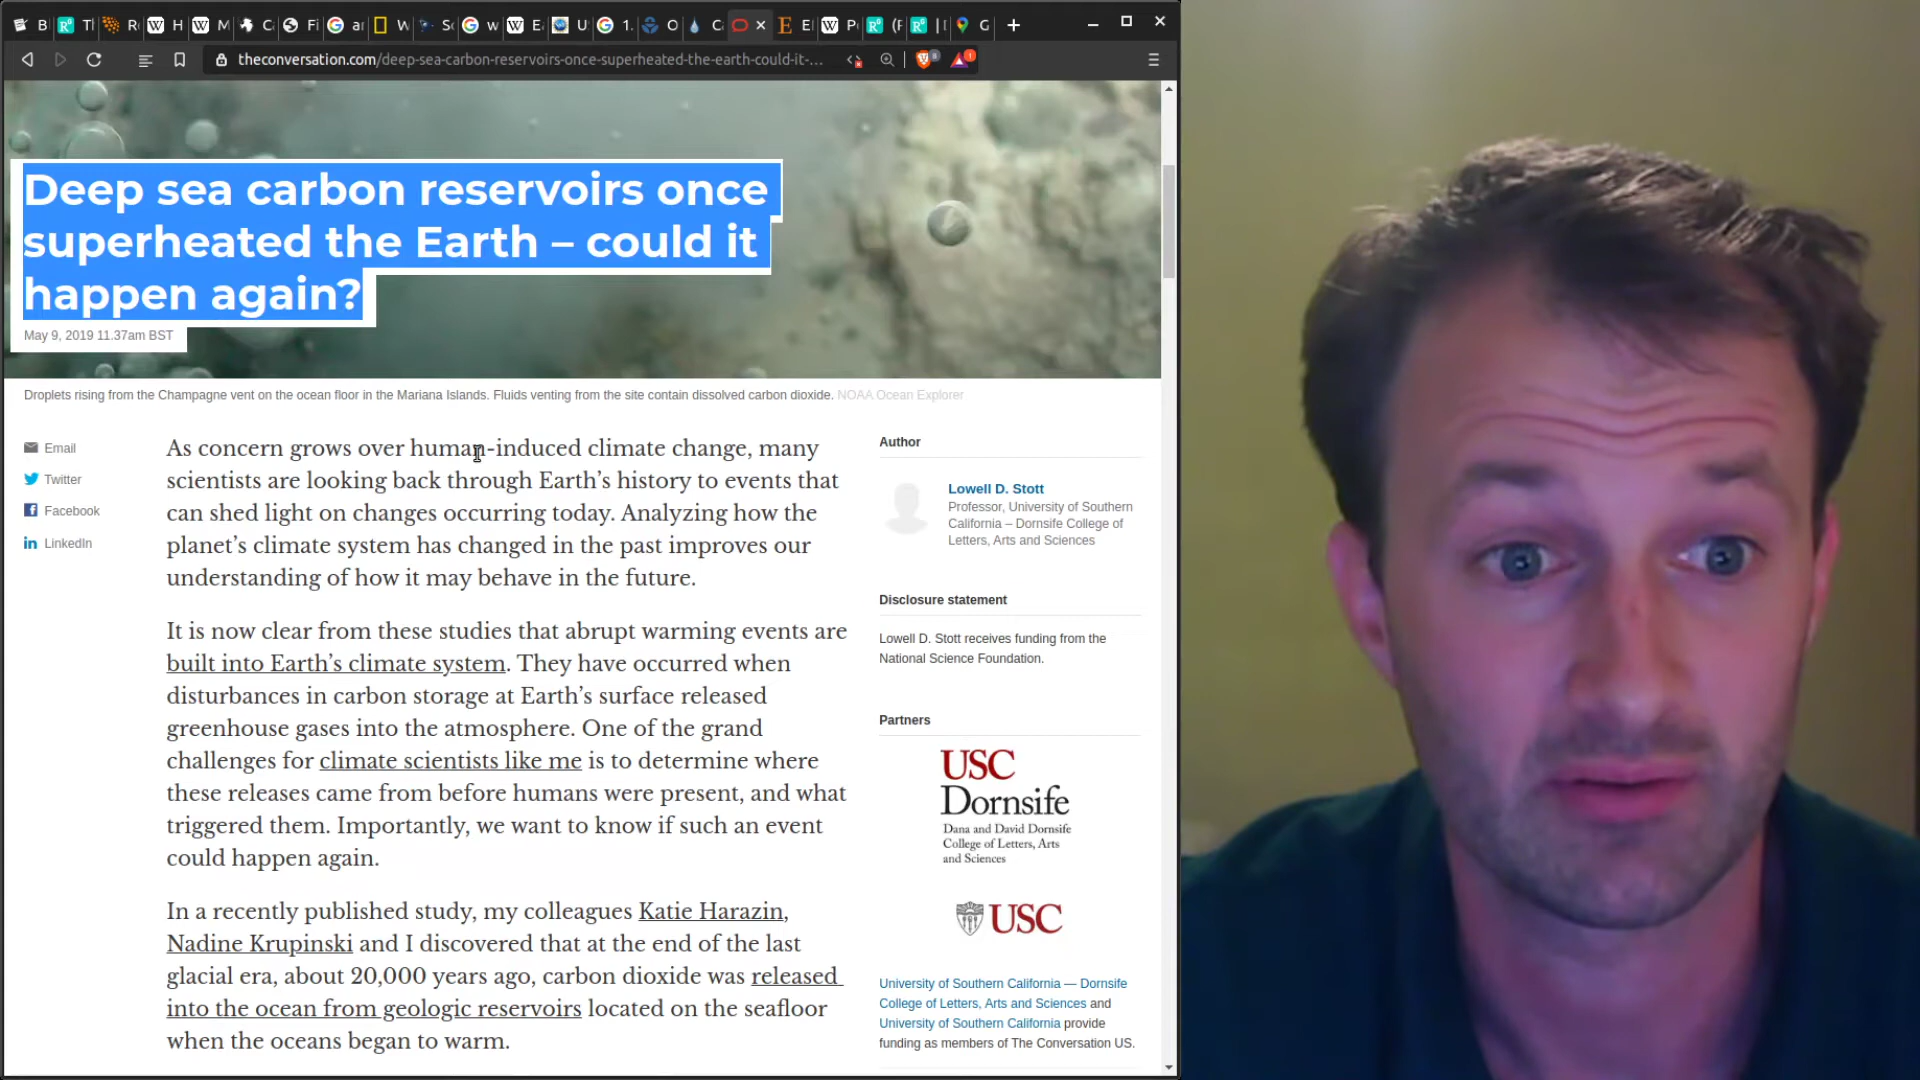 B
Tl
Ro
H
M
C
Fi
ar
W
Sc
w
E
U
1.
O
C
El
P
(F
| [
G
theconversation.com/deep-sea-carbon-reservoirs-once-superheated-the-earth-could-it-...
Deep sea carbon reservoirs once
superheated the Earth – could it
happen again?
May 9, 2019 11.37am BST
Droplets rising from the Champagne vent on the ocean floor in the Mariana Islands. Fluids venting from the site contain dissolved carbon dioxide. NOAA Ocean Explorer
Email
Twitter
Facebook
LinkedIn
As concern grows over human-induced climate change, many
scientists are looking back through Earth’s history to events that
can shed light on changes occurring today. Analyzing how the
planet’s climate system has changed in the past improves our
understanding of how it may behave in the future.
It is now clear from these studies that abrupt warming events are
built into Earth’s climate system. They have occurred when
disturbances in carbon storage at Earth’s surface released
greenhouse gases into the atmosphere. One of the grand
challenges for climate scientists like me is to determine where
these releases came from before humans were present, and what
triggered them. Importantly, we want to know if such an event
could happen again.
In a recently published study, my colleagues Katie Harazin,
Nadine Krupinski and I discovered that at the end of the last
glacial era, about 20,000 years ago, carbon dioxide was released
into the ocean from geologic reservoirs located on the seafloor
when the oceans began to warm.
Author
Lowell D. Stott
Professor, University of Southern
California – Dornsife College of
Letters, Arts and Sciences
Disclosure statement
Lowell D. Stott receives funding from the
National Science Foundation.
Partners
USC
Dornsife
Dana and David Dornsife
College of Letters, Arts
and Sciences
USC
University of Southern California — Dornsife
College of Letters, Arts and Sciences and
University of Southern California provide
funding as members of The Conversation US.